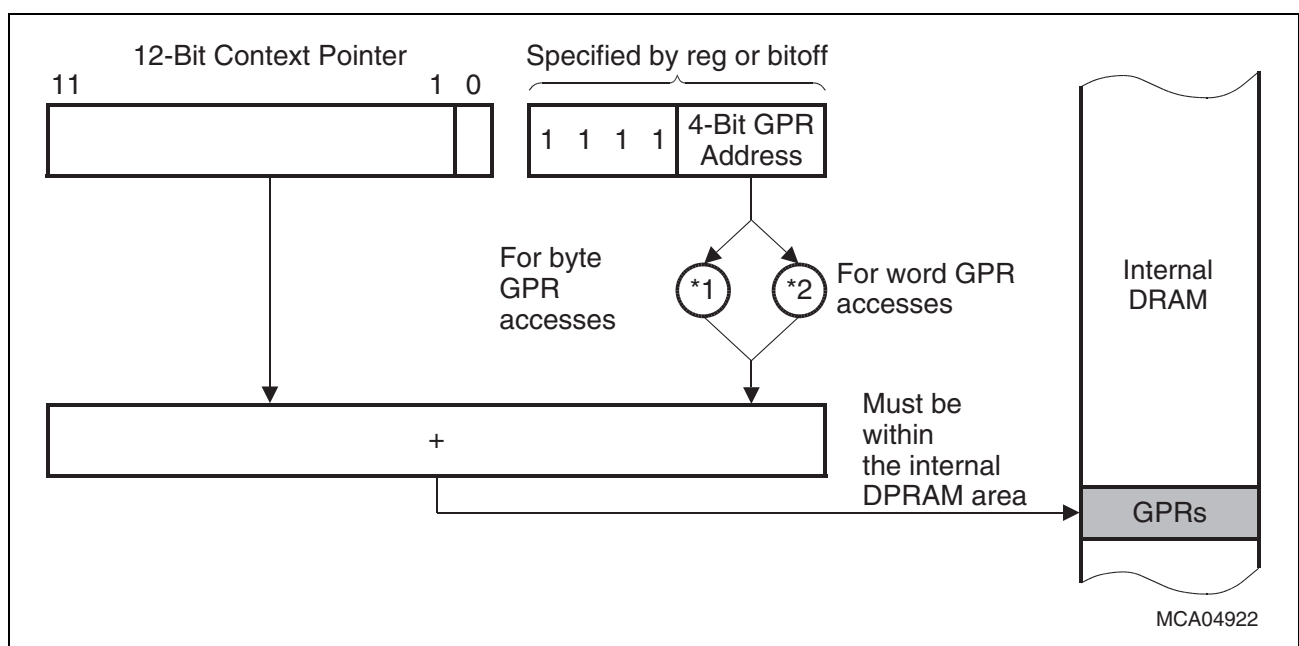 12-Bit Context Pointer
11 1 0
Specified by reg or bitoff
1 1 1 1
4-Bit GPR
Address
For byte
GPR
accesses
*1
*2
For word GPR
accesses
Internal
DRAM
+
Must be
within
the internal
DPRAM area
GPRs
MCA04922